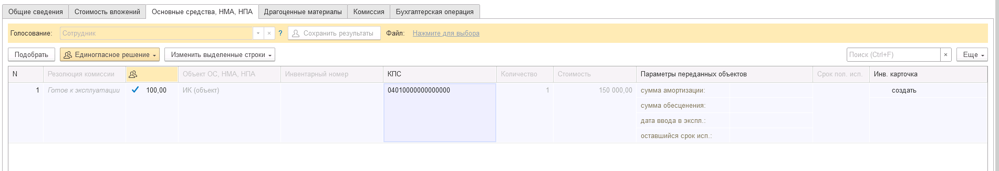 Общие сведения Стоимость вложений Основные средства, НМА, НПА Драгоценные материалы Комиссия Бухгалтерская операция
Голосование: Сотрудник ? Сохранить результаты Файл: Нажмите для выбора
Подобрать Единогласное решение Изменить выделенные строки Поиск (Ctrl+F) × Еще
N Резолюция комиссии Объект ОС, НМА, НПА Инвентарный номер КПС Количество Стоимость Параметры переданных объектов Срок пол. исп. Инв. карточка
1 Готов к эксплуатации 100,00 ИК (объект) 04010000000000000 1 150 000,00 сумма амортизации: создать
сумма обесценения:
дата ввода в экспл.:
оставшийся срок исп.: